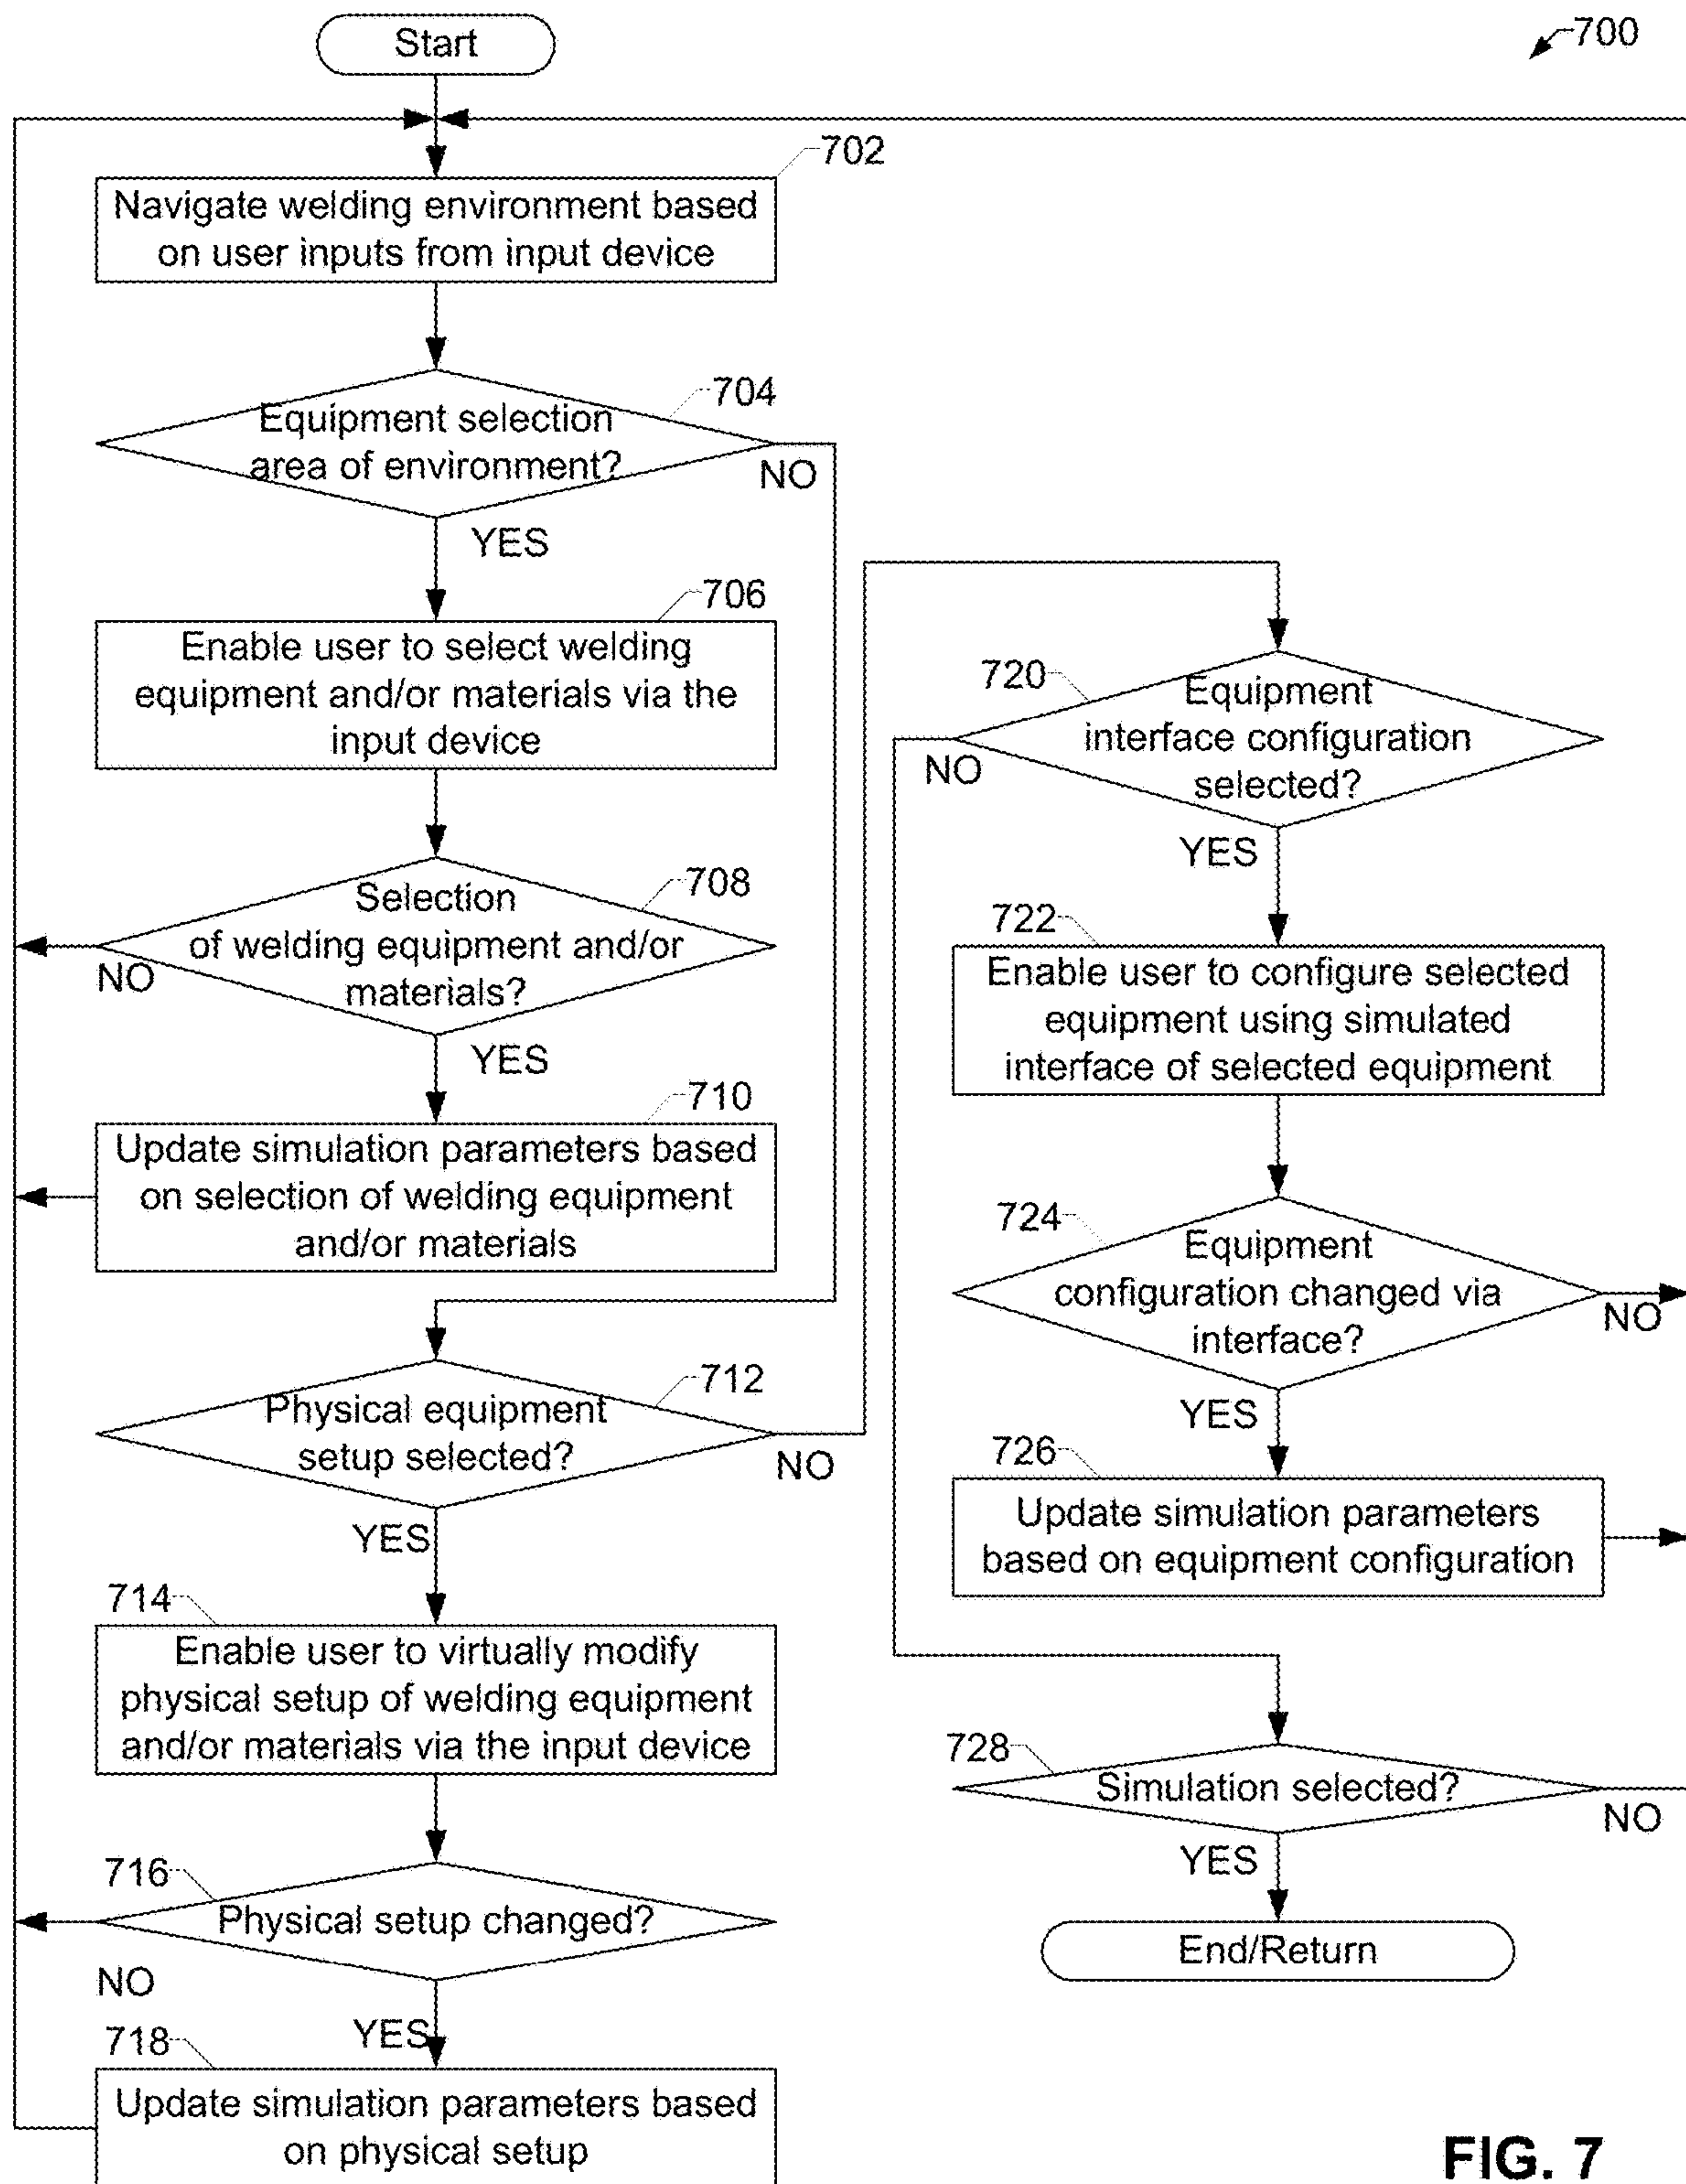 Start
700
702
Navigate welding environment based
on user inputs from input device
704
Equipment selection
area of environment?
NO
YES
706
Enable user to select welding
equipment and/or materials via the
input device
708
Selection
of welding equipment and/or
materials?
NO
YES
710
Update simulation parameters based
on selection of welding equipment
and/or materials
712
Physical equipment
setup selected?
NO
YES
714
Enable user to virtually modify
physical setup of welding equipment
and/or materials via the input device
716
Physical setup changed?
NO
YES
718
Update simulation parameters based
on physical setup
720
Equipment
interface configuration
selected?
NO
YES
722
Enable user to configure selected
equipment using simulated
interface of selected equipment
724
Equipment
configuration changed via
interface?
NO
YES
726
Update simulation parameters
based on equipment configuration
728
Simulation selected?
NO
YES
End/Return
FIG. 7